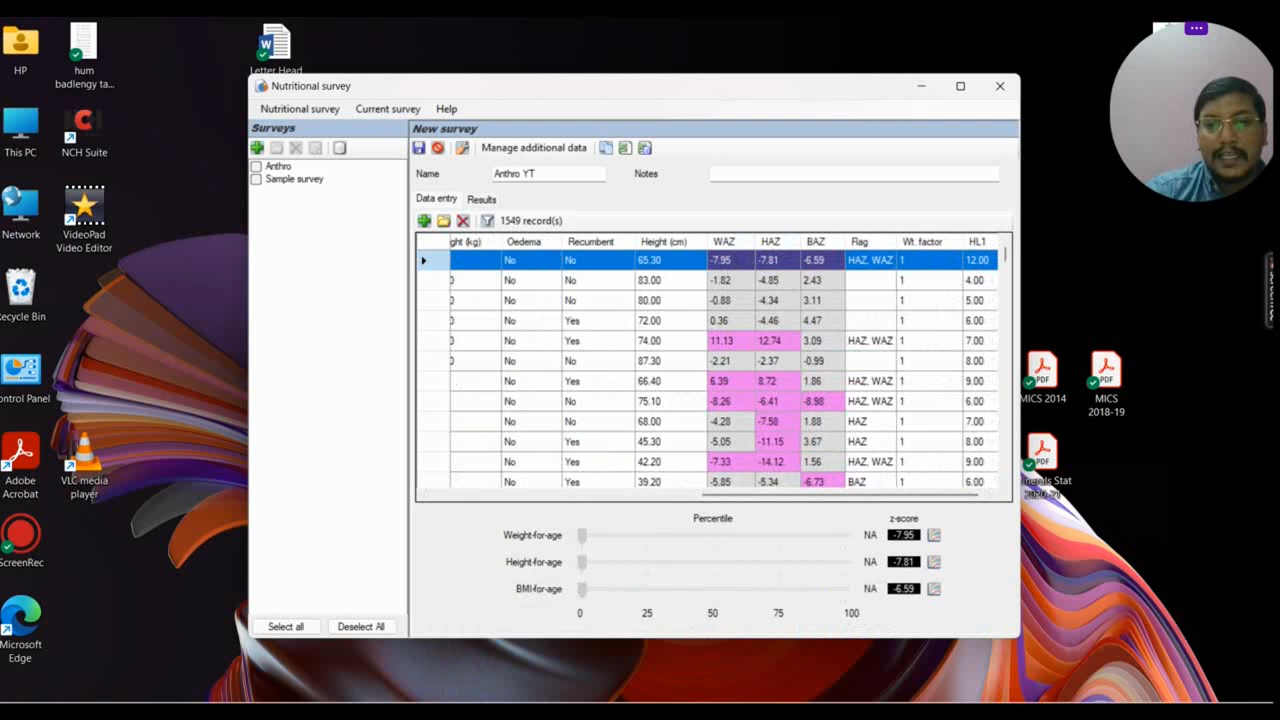 HP
hum
badlengy ta...
Letter Head
This PC
NCH Suite
Network
VideoPad
Video Editor
ecycle Bin
ontrol Panel
Adobe
Acrobat
VLC media
player
ScreenRec
Microsoft
Edge
Nutritional survey
Nutritional survey Current survey Help
Surveys
Anthro
Sample survey
Select all Deselect All
New survey
Manage additional data
Name Anthro YT Notes
Data entry Results
1549 record(s)
ght (kg) Oedema Recumbent Height (cm) WAZ HAZ BAZ Flag Wt. factor HL1
No No 65.30 -7.95 -7.81 -6.59 HAZ, WAZ 1 12.00
0 No No 83.00 -1.82 -4.85 2.43 1 4.00
0 No No 80.00 -0.88 -4.34 3.11 1 5.00
0 No Yes 72.00 0.36 -4.46 4.47 1 6.00
No Yes 74.00 11.13 12.74 3.09 HAZ, WAZ 1 7.00
0 No No 87.30 -2.21 -2.37 -0.99 1 8.00
No Yes 66.40 6.39 8.72 1.86 HAZ, WAZ 1 9.00
No No 75.10 -8.26 -6.41 -8.98 HAZ, WAZ 1 6.00
No No 68.00 -4.28 -7.58 1.88 HAZ 1 7.00
No Yes 45.30 -5.05 -11.15 3.67 HAZ 1 8.00
No Yes 42.20 -7.33 -14.12 1.56 HAZ, WAZ 1 9.00
No Yes 39.20 -5.85 -5.34 -6.73 BAZ 1 6.00
Percentile z-score
Weight-for-age NA -7.95
Height-for-age NA -7.81
BMI-for-age NA -6.59
0 25 50 75 100
MICS 2014
MICS
2018-19
nerals Stat
2020-21